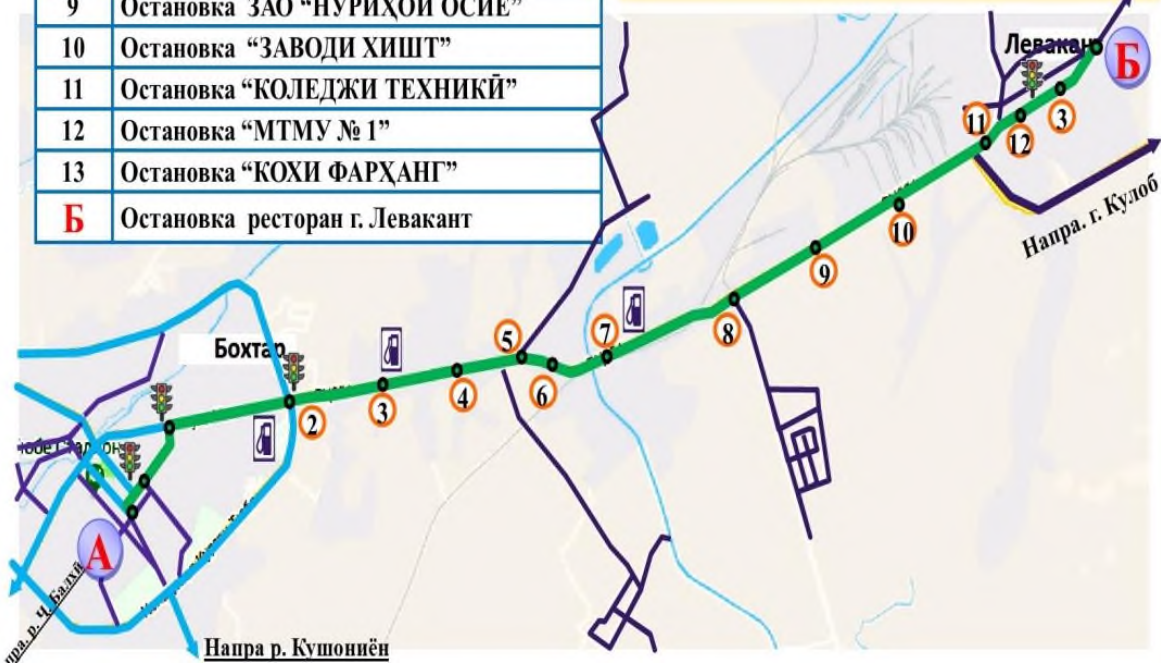 9 Остановка ЗАО “НУРИҲОИ ОСИЁ”
10 Остановка “ЗАВОДИ ХИШТ”
11 Остановка “КОЛЕДЖИ ТЕХНИКӢ”
12 Остановка “МТМУ № 1”
13 Остановка “КОХИ ФАРҲАНГ”
Б Остановка ресторан г. Левакант
Левакант
Б
3
11
12
Напра. г. Кулоб
10
9
8
7
5
6
4
3
2
Бохтар
А
р. Ҷ. Балхӣ
Напра р. Кушониён